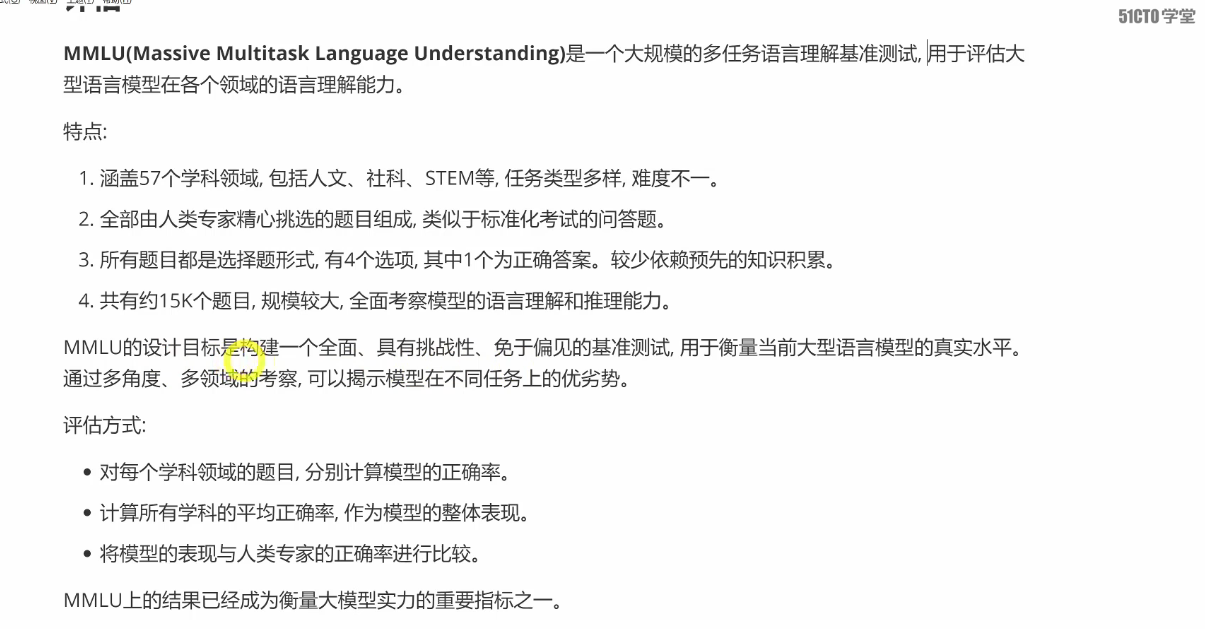 51CTO学堂
评估
MMLU(Massive Multitask Language Understanding)是一个大规模的多任务语言理解基准测试, 用于评估大
型语言模型在各个领域的语言理解能力。
特点:
1. 涵盖57个学科领域, 包括人文、社科、STEM等, 任务类型多样, 难度不一。
2. 全部由人类专家精心挑选的题目组成, 类似于标准化考试的问答题。
3. 所有题目都是选择题形式, 有4个选项, 其中1个为正确答案。较少依赖预先的知识积累。
4. 共有约15K个题目, 规模较大, 全面考察模型的语言理解和推理能力。
MMLU的设计目标是构建一个全面、具有挑战性、免于偏见的基准测试, 用于衡量当前大型语言模型的真实水平。
通过多角度、多领域的考察, 可以揭示模型在不同任务上的优劣势。
评估方式:
• 对每个学科领域的题目, 分别计算模型的正确率。
• 计算所有学科的平均正确率, 作为模型的整体表现。
• 将模型的表现与人类专家的正确率进行比较。
MMLU上的结果已经成为衡量大模型实力的重要指标之一。